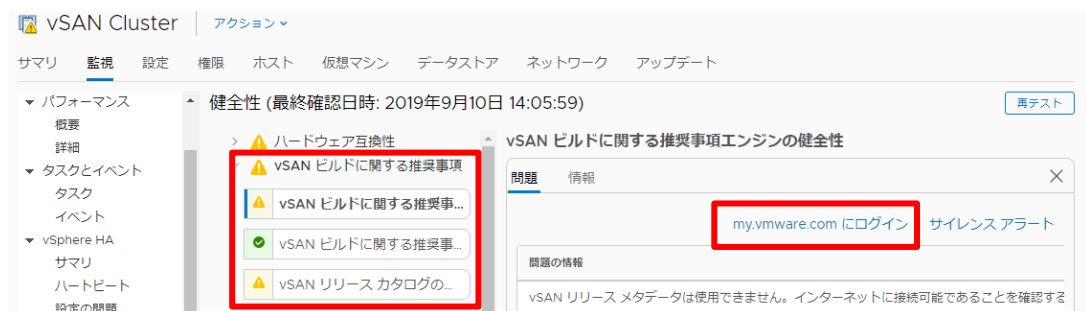 vSAN Cluster アクション
サマリ 監視 設定 権限 ホスト 仮想マシン データストア ネットワーク アップデート
パフォーマンス
概要
詳細
タスクとイベント
タスク
イベント
vSphere HA
サマリ
ハートビート
設定の問題
健全性 (最終確認日時: 2019年9月10日 14:05:59)
再テスト
ハードウェア互換性
vSAN ビルドに関する推奨事項
vSAN ビルドに関する推奨事...
vSAN ビルドに関する推奨事...
vSAN リリース カタログの...
vSAN ビルドに関する推奨事項エンジンの健全性
問題 情報
my.vmware.com にログイン サイレンス アラート
問題の情報
vSAN リリース メタデータは使用できません。インターネットに接続可能であることを確認する